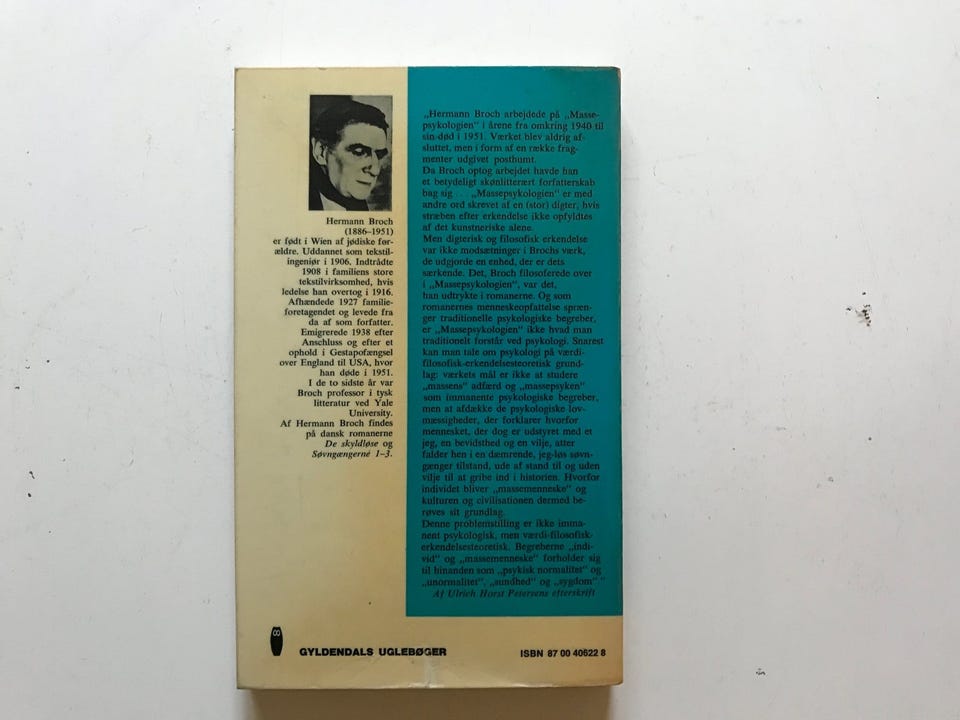 Hermann Broch
(1886–1951)
er født i Wien af jødiske for-
ældre. Uddannet som tekstil-
ingeniør i 1906. Indtrådte
1908 i familiens store
tekstilvirksomhed, hvis
ledelse han overtog i 1916.
Afhændede 1927 familie-
foretagendet og levede fra
da af som forfatter.
Emigrerede 1938 efter
Anschluss og efter et
ophold i Gestapofængsel
over England til USA, hvor
han døde i 1951.
I de to sidste år var
Broch professor i tysk
litteratur ved Yale
University.
Af Hermann Broch findes
på dansk romanerne
De skyldløse og
Søvngængerne 1–3.
„Hermann Broch arbejdede på „Masse-
psykologien" i årene fra omkring 1940 til
sin død i 1951. Værket blev aldrig af-
sluttet, men i form af en række frag-
menter udgivet posthumt.
Da Broch optog arbejdet havde han
et betydeligt skønlitterært forfatterskab
bag sig . . . „Massepsykologien" er med
andre ord skrevet af en (stor) digter, hvis
stræben efter erkendelse ikke opfyldtes
af det kunstneriske alene.
Men digterisk og filosofisk erkendelse
var ikke modsætninger i Brochs værk,
de udgjorde en enhed, der er dets
særkende. Det, Broch filosoferede over
i „Massepsykologien", var det,
han udtrykte i romanerne. Og som
romanernes menneskeopfattelse spræn-
ger traditionelle psykologiske begreber,
er „Massepsykologien" ikke hvad man
traditionelt forstår ved psykologi. Snarest
kan man tale om psykologi på værdi-
filosofisk-erkendelsesteoretisk grund-
lag: værkets mål er ikke at studere
„massens" adfærd og „massepsyken"
som immanente psykologiske begreber,
men at afdække de psykologiske lov-
mæssigheder, der forklarer hvorfor
mennesket, der dog er udstyret med et
jeg, en bevidsthed og en vilje, atter
falder hen i en dæmrende, jeg-løs søvn-
gænger tilstand, ude af stand til og uden
vilje til at gribe ind i historien. Hvorfor
individet bliver „massemenneske" og
kulturen og civilisationen dermed be-
røves sit grundlag.
Denne problemstilling er ikke imma-
nent psykologisk, men værdi-filosofisk-
erkendelsesteoretisk. Begreberne „indi-
vid" og „massemenneske" forholder sig
til hinanden som „psykisk normalitet" og
„unormalitet", „sundhed" og „sygdom"."
Af Ulrich Horst Petersens efterskrift
GYLDENDALS UGLEBØGER
ISBN 87 00 40622 8